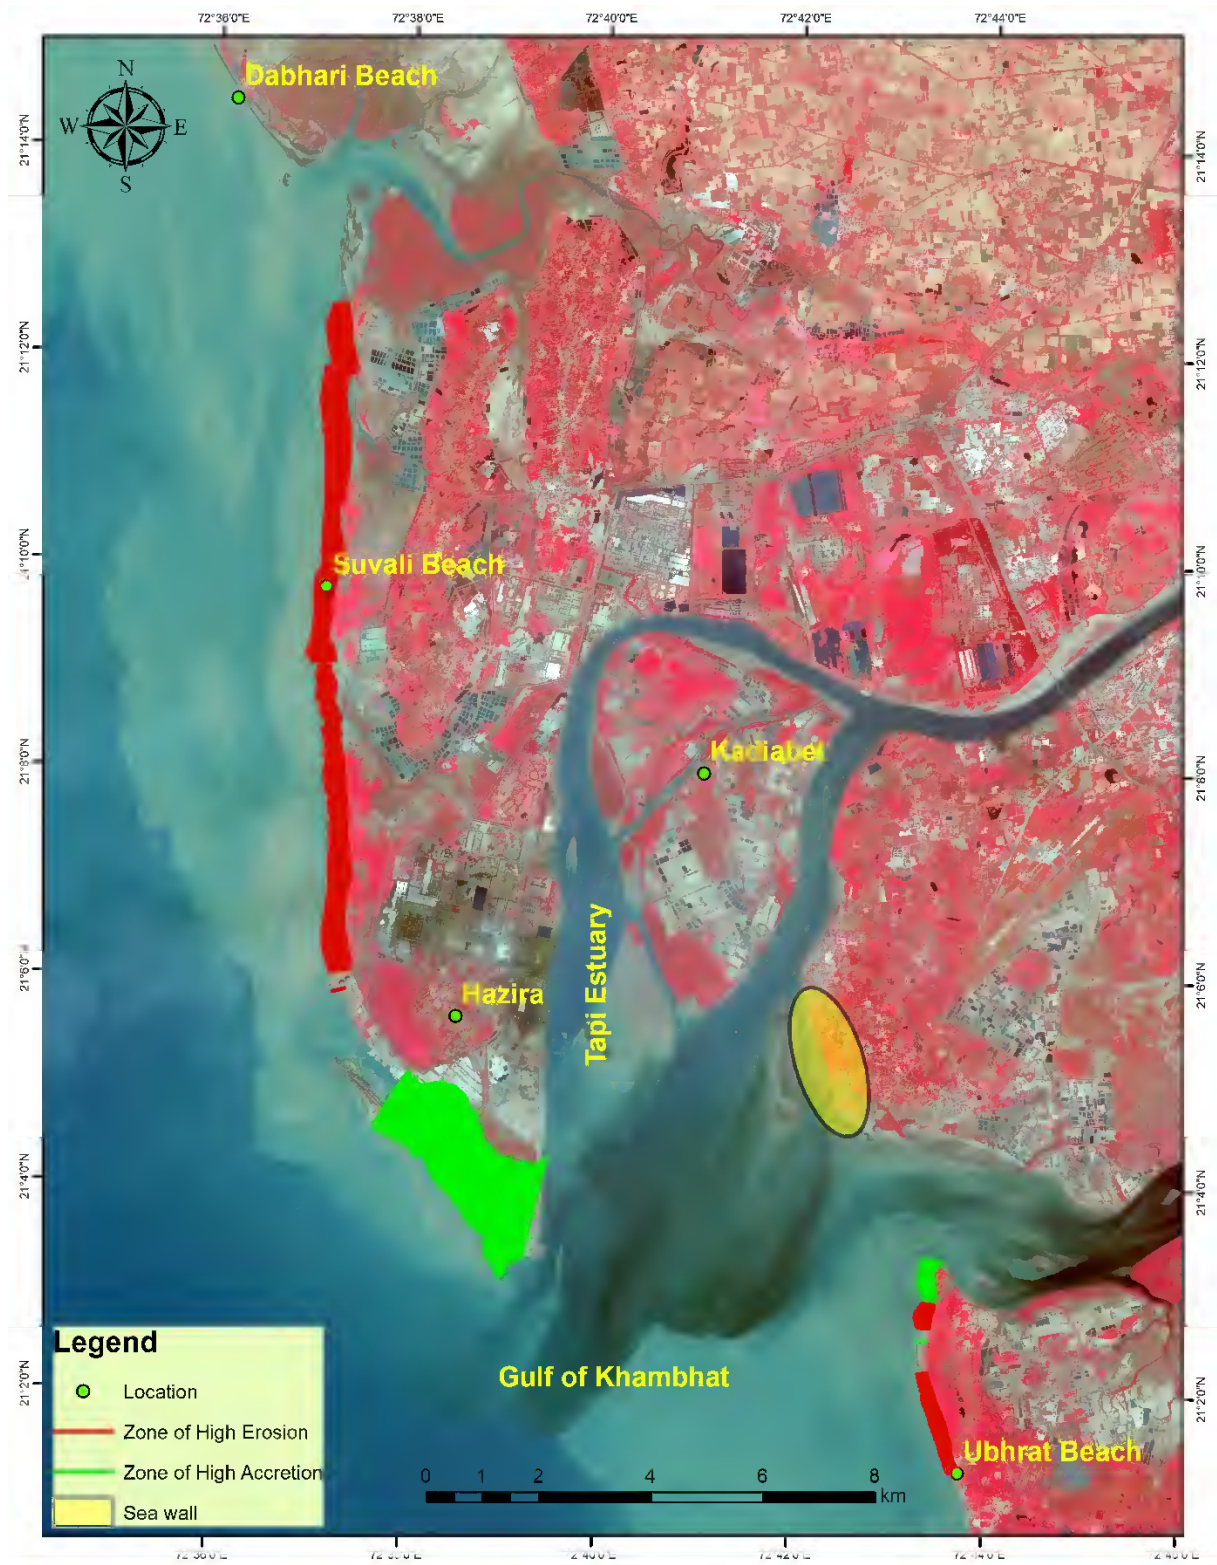 72°36'0"E 72°38'0"E 72°40'0"E 72°42'0"E 72°44'0"E
N
W E
S
Dabhari Beach
21°14'0"N
21°14'0"N
21°12'0"N
21°12'0"N
Suvali Beach
21°10'0"N
Kadiabet
21°8'0"N
21°8'0"N
Tapi Estuary
Hazira
21°6'0"N
21°6'0"N
21°4'0"N
21°4'0"N
Gulf of Khambhat
Ubhrat Beach
21°2'0"N
21°2'0"N
Legend
Location
Zone of High Erosion
Zone of High Accretion
Sea wall
0 1 2 4 6 8
km